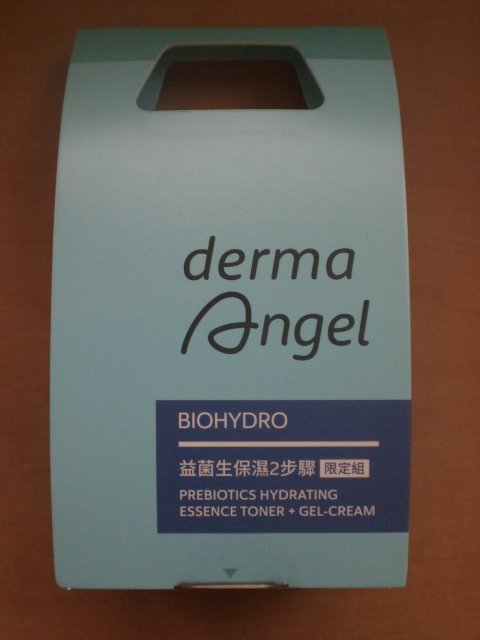 derma
Angel
BIOHYDRO
益菌生保濕2步驟 限定組
PREBIOTICS HYDRATING
ESSENCE TONER + GEL-CREAM